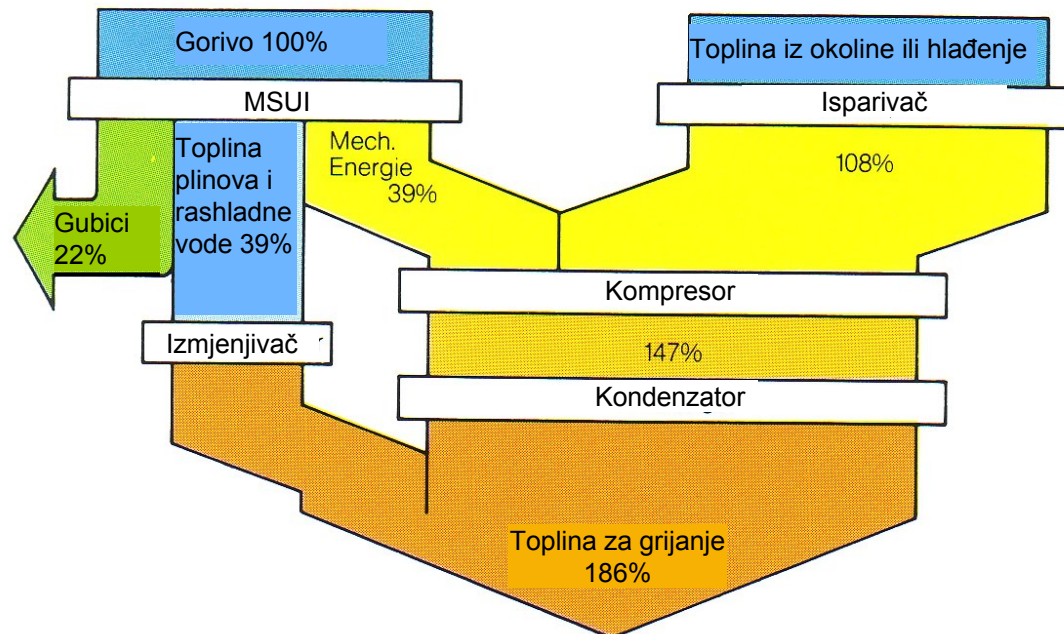 Gorivo 100%
Toplina iz okoline ili hlađenje
MSUI
Isparivač
Toplina
plinova i
rashladne
vode 39%
Mech.
Energie
39%
108%
Gubici
22%
Kompresor
Izmjenjivač
147%
Kondenzator
Toplina za grijanje
186%